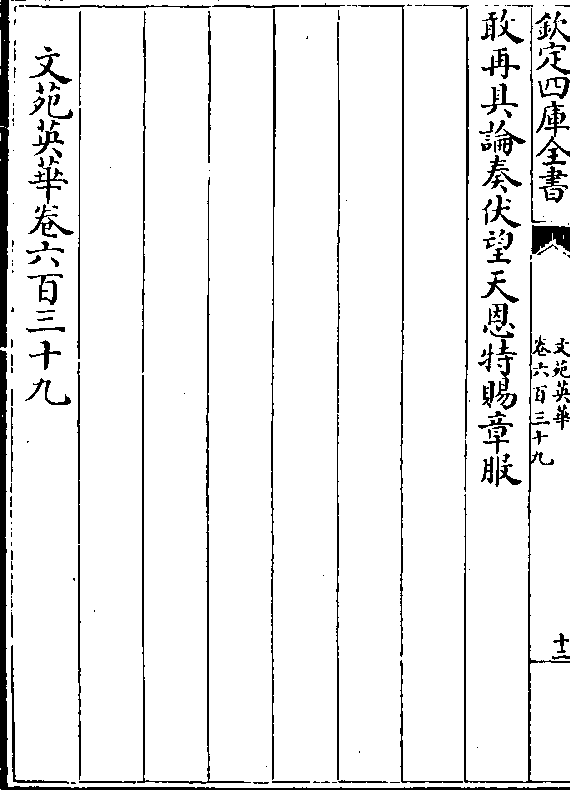 欽定四庫全書
文苑英華
卷六百三十九
十二
敢再具論奏伏望天恩特賜章服
文苑英華卷六百三十九